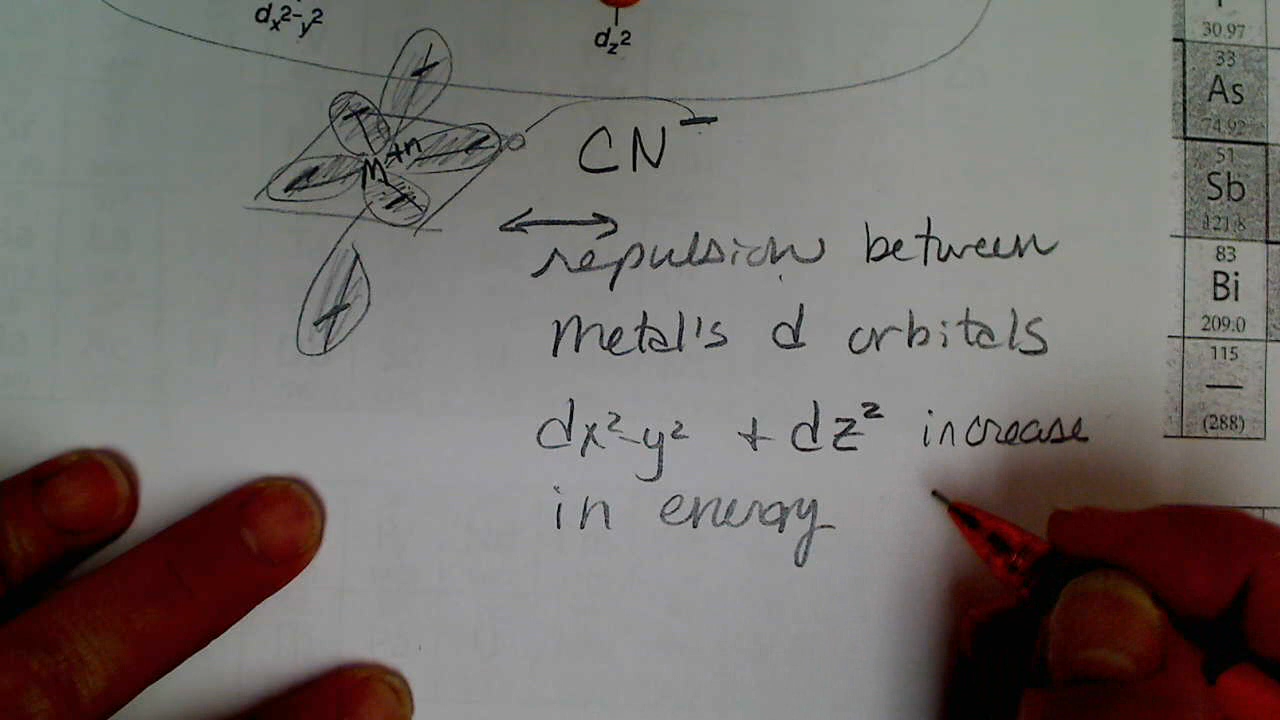 dx²-y²
dz²
M⁺ⁿ
CN⁻
repulsion between
metal's d orbitals
dx²-y² + dz² increase
in energy
30.97
33
As
74.92
51
Sb
121.8
83
Bi
209.0
115
—
(288)